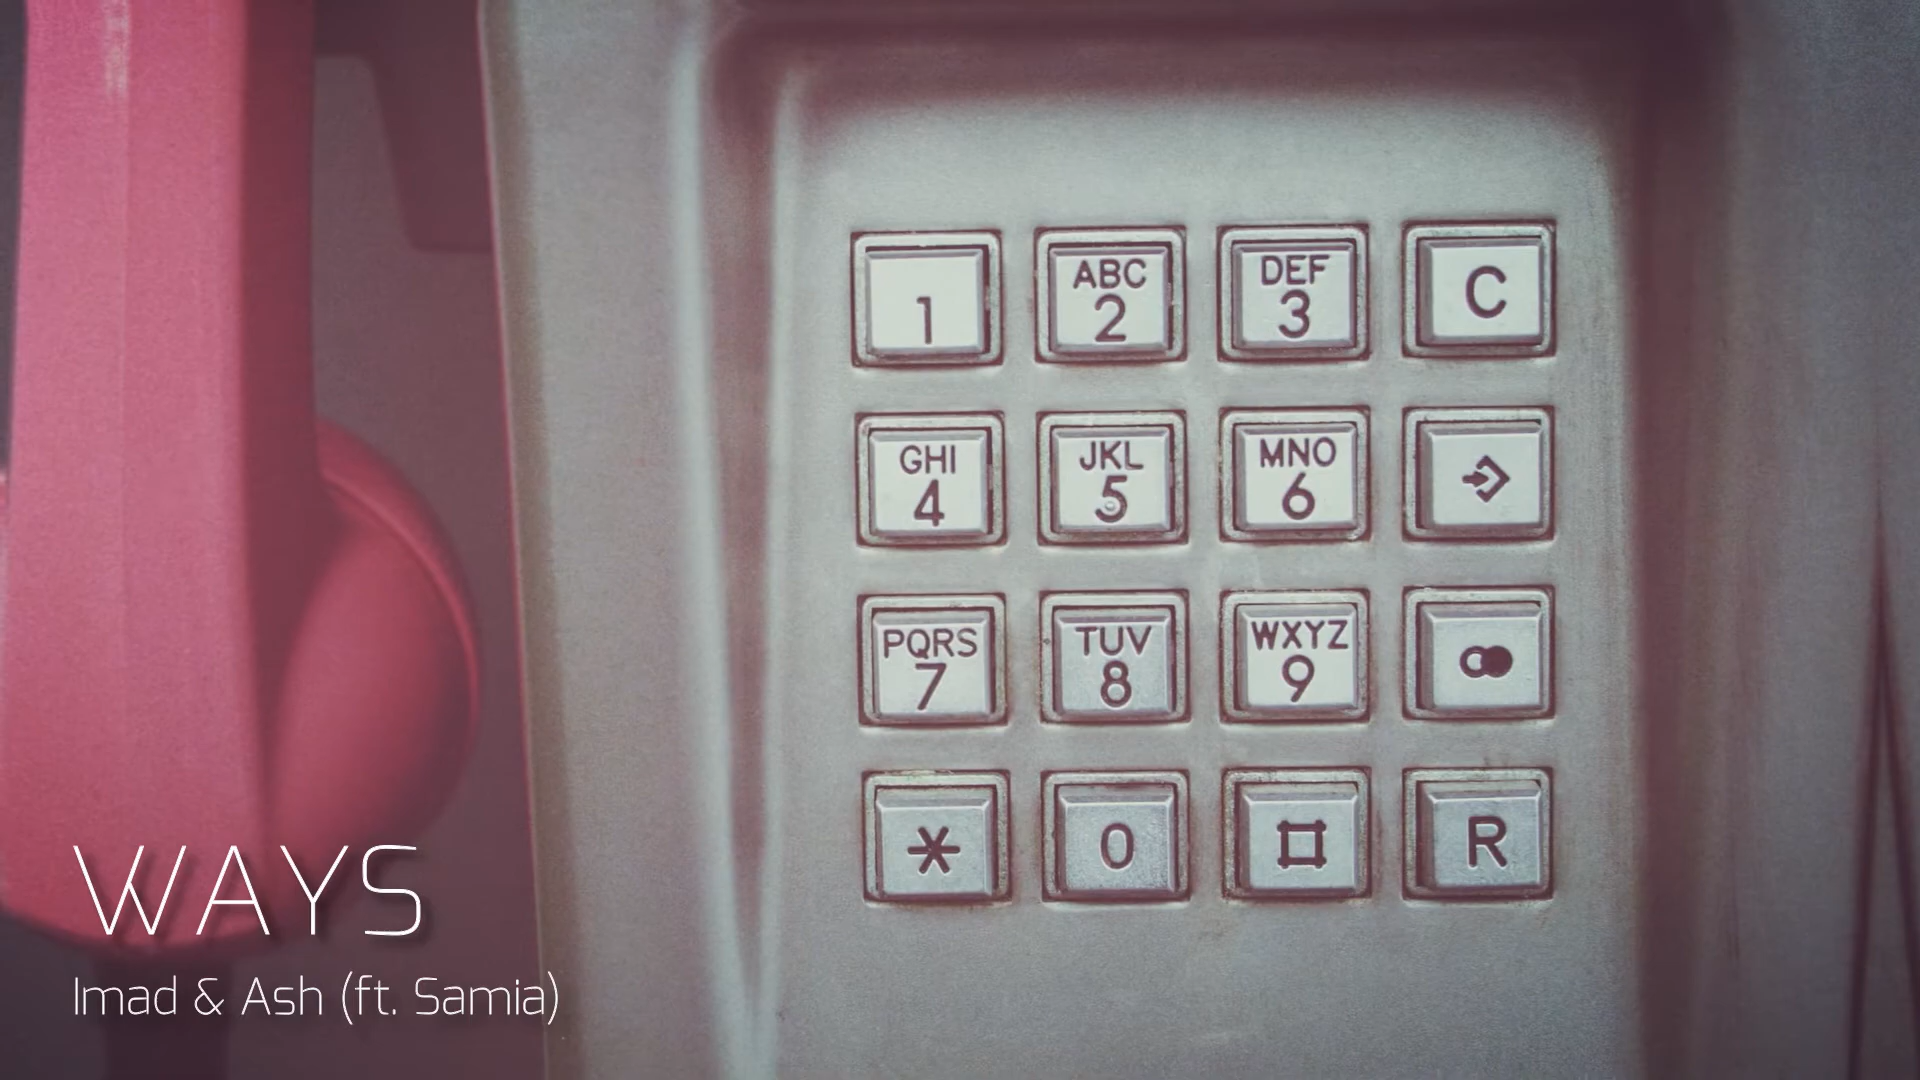 1 ABC DEF C
2 3
GHI JKL MNO
4 5 6
PQRS TUV WXYZ
7 8 9
* 0 # R
WAYS
Imad & Ash (ft. Samia)